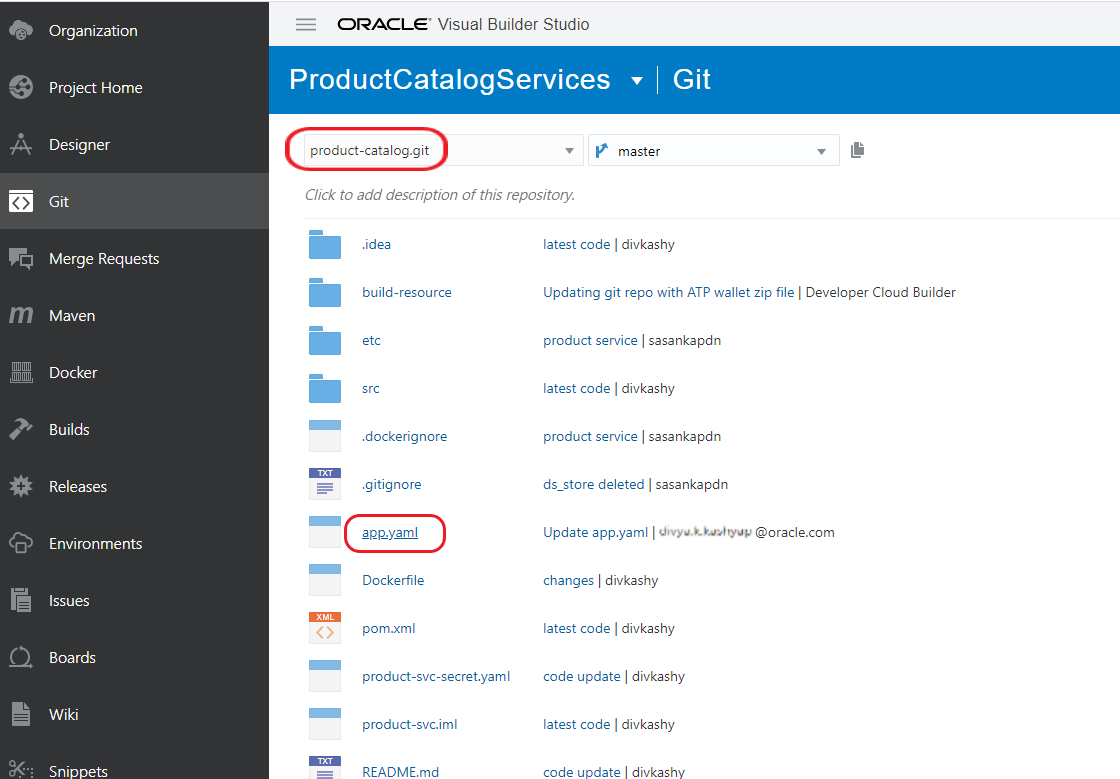 Organization
Project Home
Designer
Git
Merge Requests
Maven
Docker
Builds
Releases
Environments
Issues
Boards
Wiki
Snippets
ORACLE® Visual Builder Studio
ProductCatalogServices | Git
product-catalog.git
master
Click to add description of this repository.
.idea latest code | divkashy
build-resource Updating git repo with ATP wallet zip file | Developer Cloud Builder
etc product service | sasankapdn
src latest code | divkashy
.dockerignore product service | sasankapdn
TXT .gitignore ds_store deleted | sasankapdn
app.yaml Update app.yaml | @oracle.com
Dockerfile changes | divkashy
XML pom.xml latest code | divkashy
product-svc-secret.yaml code update | divkashy
product-svc.iml latest code | divkashy
TXT README.md code update | divkashy